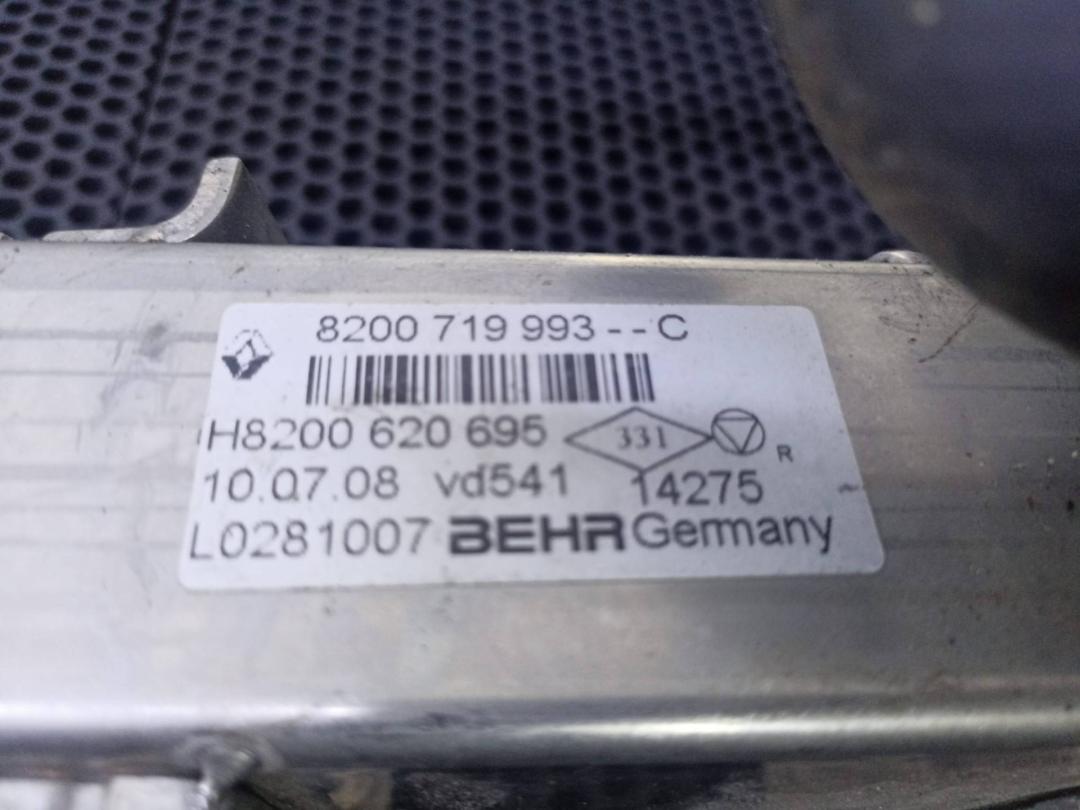 8200 719 993 - - C
H8200 620 695 331
10.07.08 vd541 14275 R
L0281007 BEHR Germany